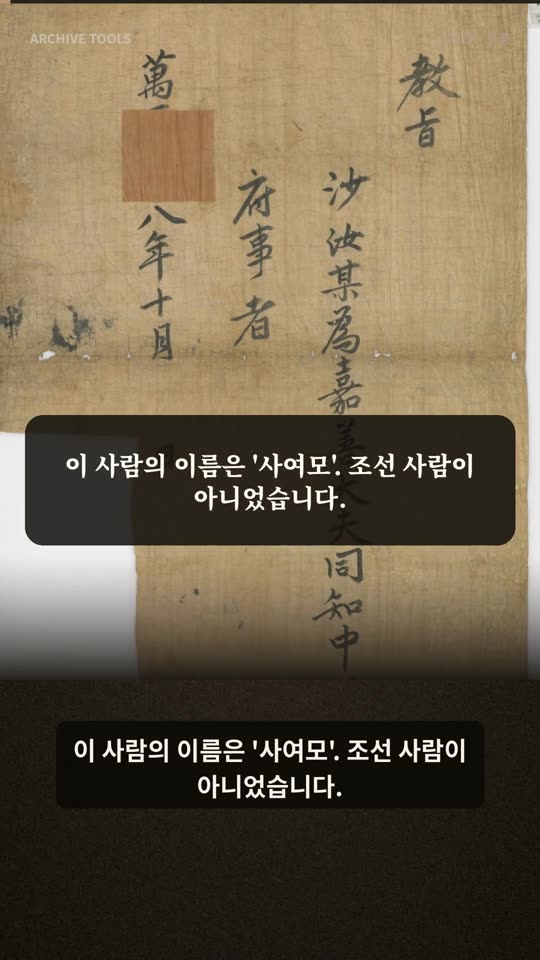 ARCHIVE TOOLS
教旨
沙汝某爲嘉善大夫同知中
府事者
萬
八年十月
이 사람의 이름은 '사여모'. 조선 사람이
아니었습니다.
이 사람의 이름은 '사여모'. 조선 사람이
아니었습니다.